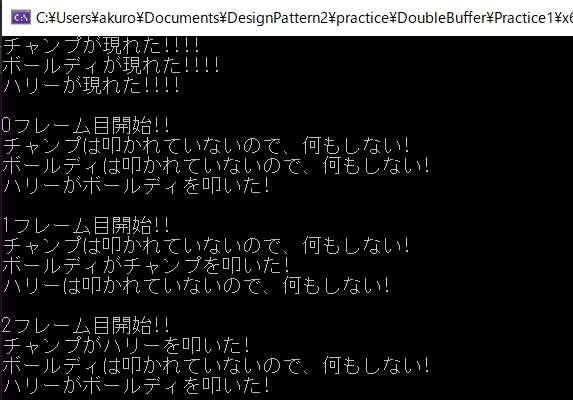 C:¥Users¥akuro¥Documents¥DesignPattern2¥practice¥DoubleBuffer¥Practice1¥x6
チャンプが現れた!!!!
ボールディが現れた!!!!
ハリーが現れた!!!!
0フレーム目開始!!
チャンプは叩かれていないので、何もしない!
ボールディは叩かれていないので、何もしない!
ハリーがボールディを叩いた!
1フレーム目開始!!
チャンプは叩かれていないので、何もしない!
ボールディがチャンプを叩いた!
ハリーは叩かれていないので、何もしない!
2フレーム目開始!!
チャンプがハリーを叩いた!
ボールディは叩かれていないので、何もしない!
ハリーがボールディを叩いた!